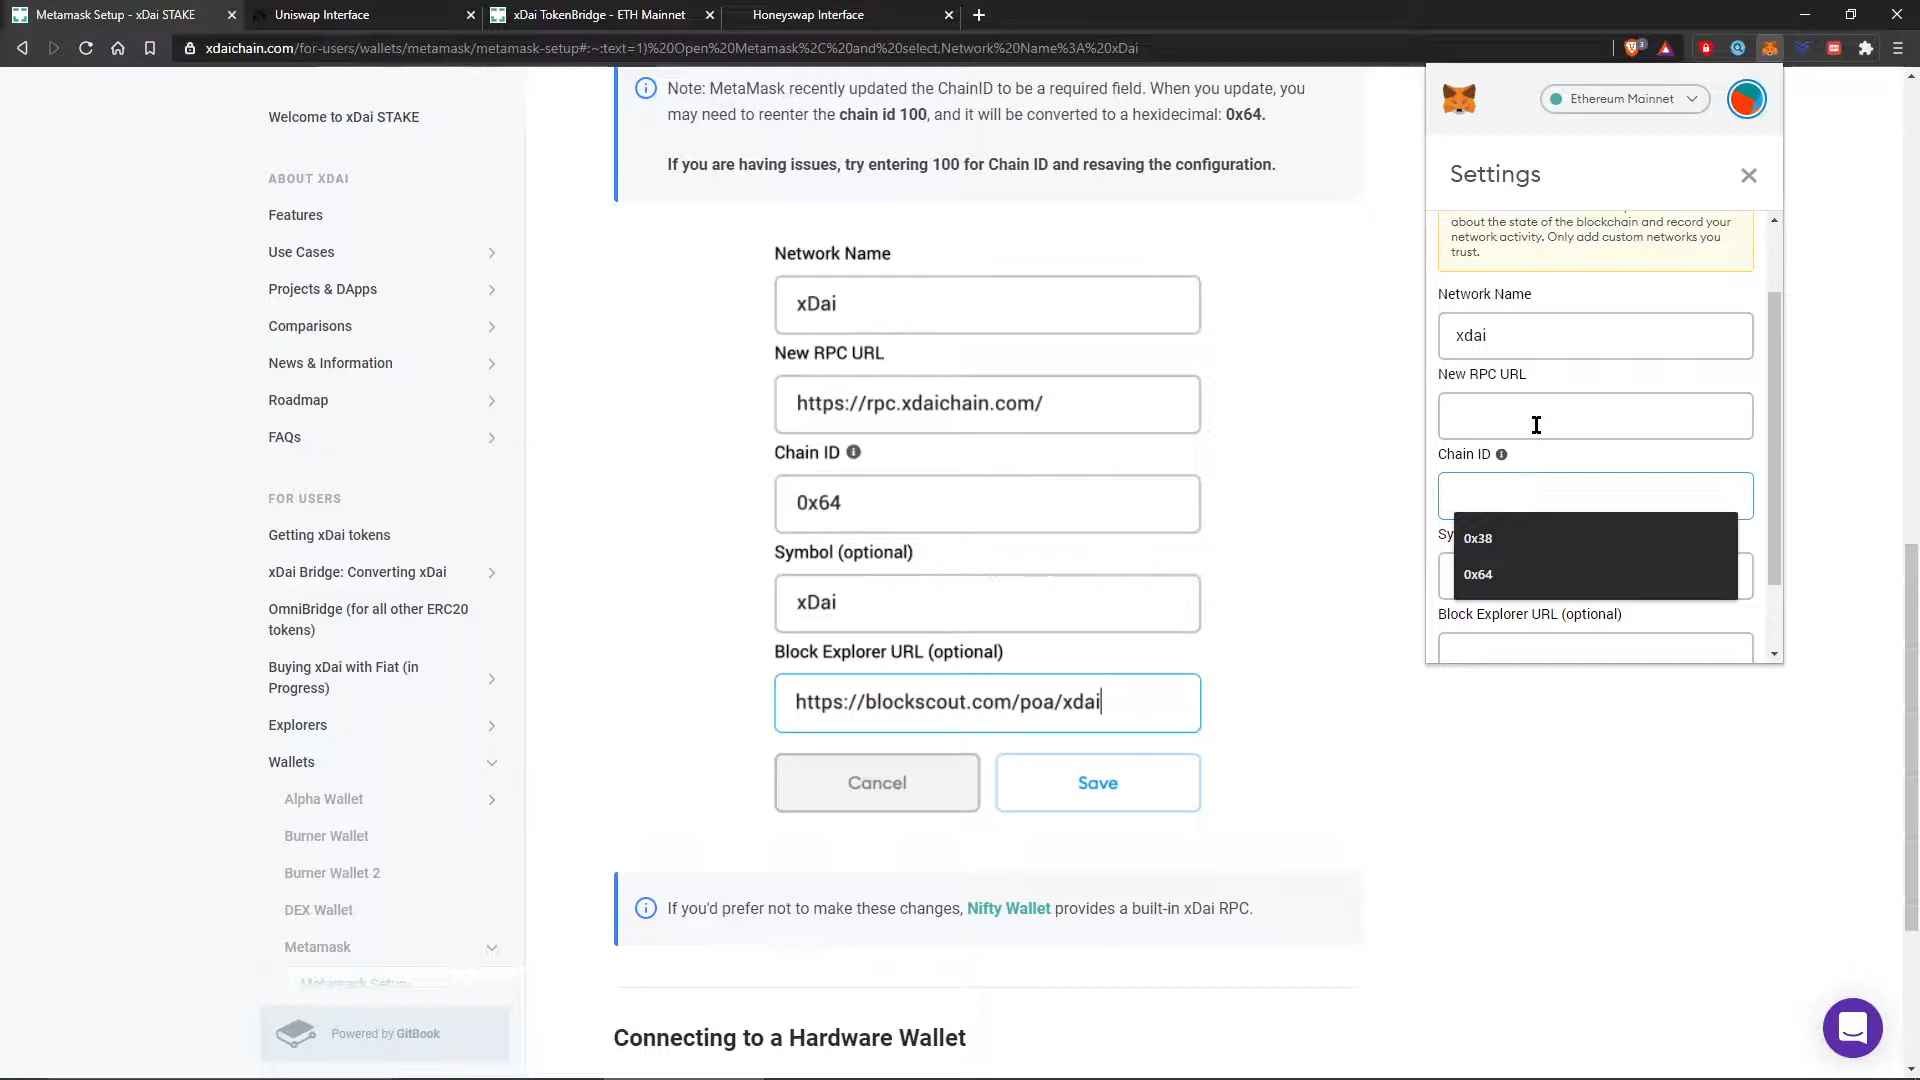 Metamask Setup - xDai STAKE
Uniswap Interface
xDai TokenBridge - ETH Mainnet
Honeyswap Interface
xdaichain.com/for-users/wallets/metamask/metamask-setup#:~:text=1)%20Open%20Metamask%2C%20and%20select,Network%20Name%3A%20xDai
3
Welcome to xDai STAKE
ABOUT XDAI
Features
Use Cases
Projects & DApps
Comparisons
News & Information
Roadmap
FAQs
FOR USERS
Getting xDai tokens
xDai Bridge: Converting xDai
OmniBridge (for all other ERC20
tokens)
Buying xDai with Fiat (in
Progress)
Explorers
Wallets
Alpha Wallet
Burner Wallet
Burner Wallet 2
DEX Wallet
Metamask
Metamask Setup
Powered by GitBook
Note: MetaMask recently updated the ChainID to be a required field. When you update, you
may need to reenter the chain id 100, and it will be converted to a hexidecimal: 0x64.
If you are having issues, try entering 100 for Chain ID and resaving the configuration.
Network Name
xDai
New RPC URL
https://rpc.xdaichain.com/
Chain ID
0x64
Symbol (optional)
xDai
Block Explorer URL (optional)
https://blockscout.com/poa/xdai
Cancel
Save
If you'd prefer not to make these changes, Nifty Wallet provides a built-in xDai RPC.
Connecting to a Hardware Wallet
Ethereum Mainnet
Settings
about the state of the blockchain and record your
network activity. Only add custom networks you
trust.
Network Name
xdai
New RPC URL
Chain ID
Sy
0x38
0x64
Block Explorer URL (optional)